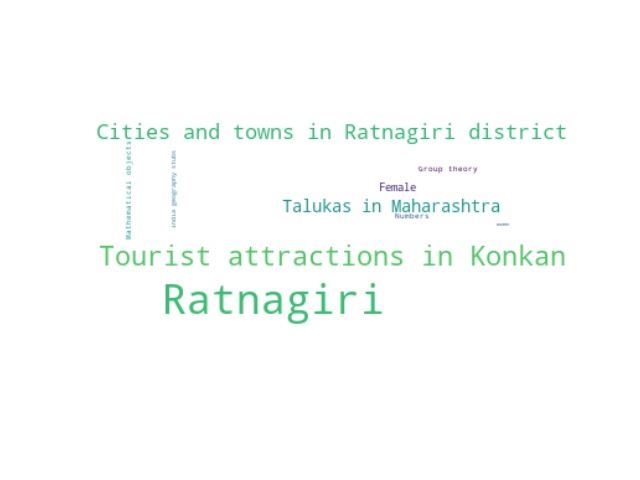 Cities and towns in Ratnagiri district
Mathematical objects
India geography stubs
Group theory
Female
Talukas in Maharashtra
Numbers
Tourist attractions in Konkan
Ratnagiri